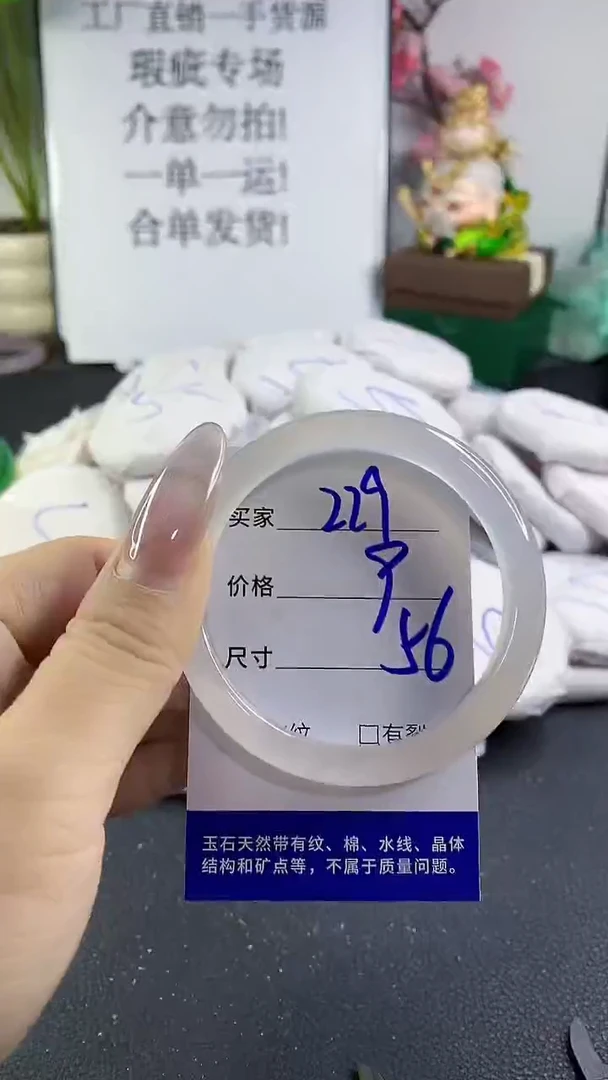 工厂直销一手货源
瑕疵专场
介意勿拍!
一单一运!
合单发货!
买家 229
价格
尺寸 56
纹 □有裂
玉石天然带有纹、棉、水线、晶体
结构和矿点等，不属于质量问题。